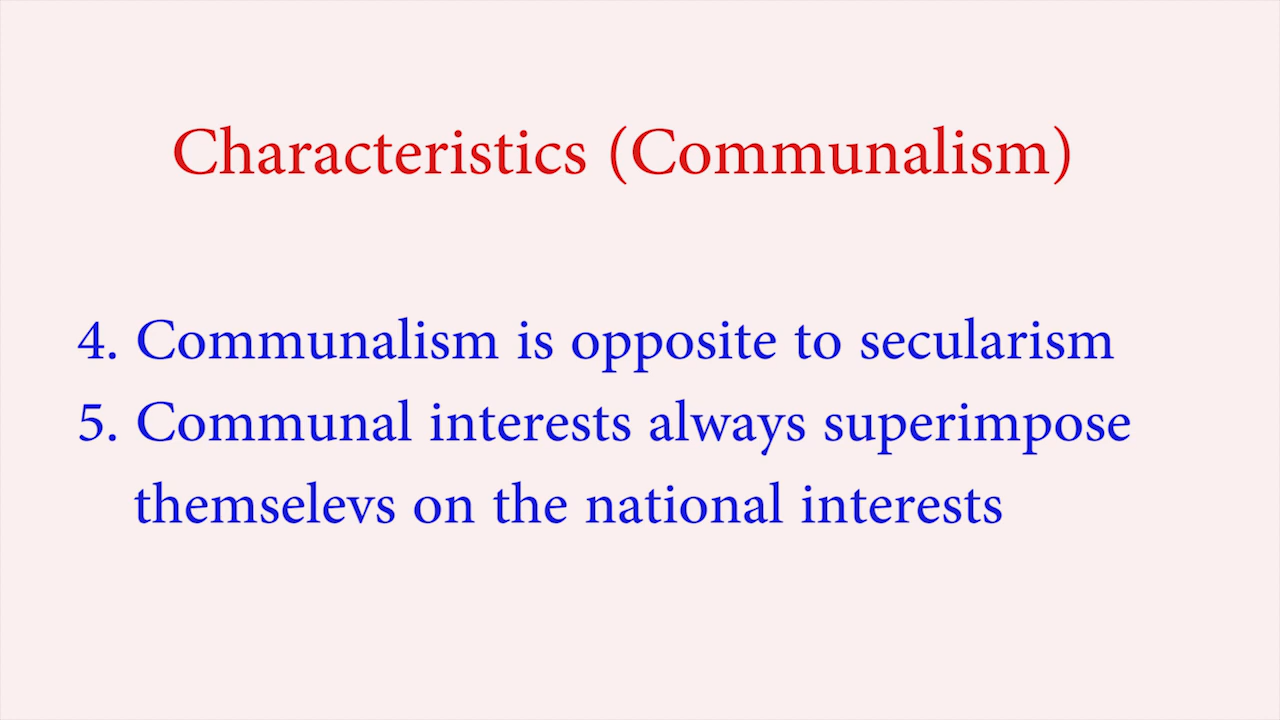 Characteristics (Communalism)
4. Communalism is opposite to secularism
5. Communal interests always superimpose
themselevs on the national interests